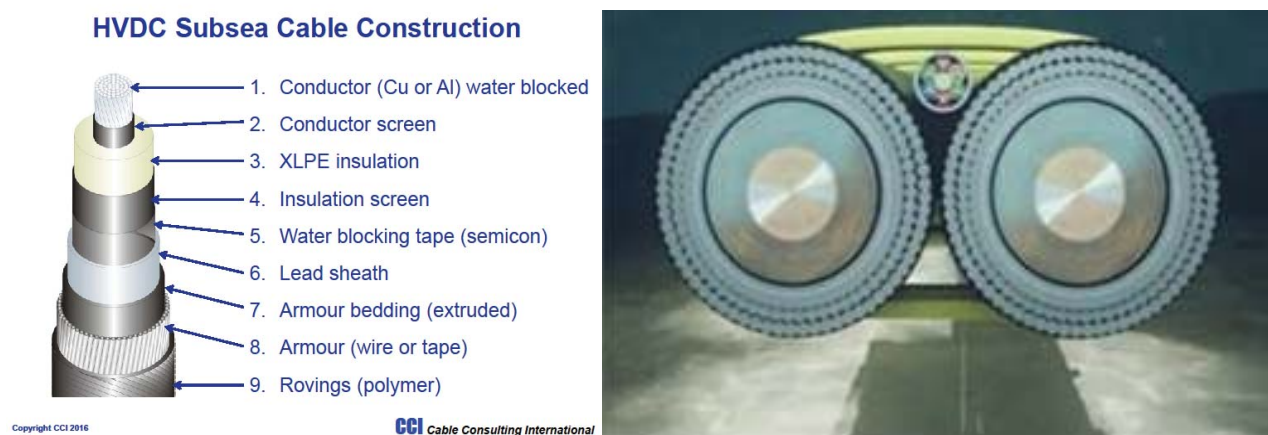 HVDC Subsea Cable Construction
1. Conductor (Cu or Al) water blocked
2. Conductor screen
3. XLPE insulation
4. Insulation screen
5. Water blocking tape (semicon)
6. Lead sheath
7. Armour bedding (extruded)
8. Armour (wire or tape)
9. Rovings (polymer)
Copyright CCI 2016
CCI Cable Consulting International